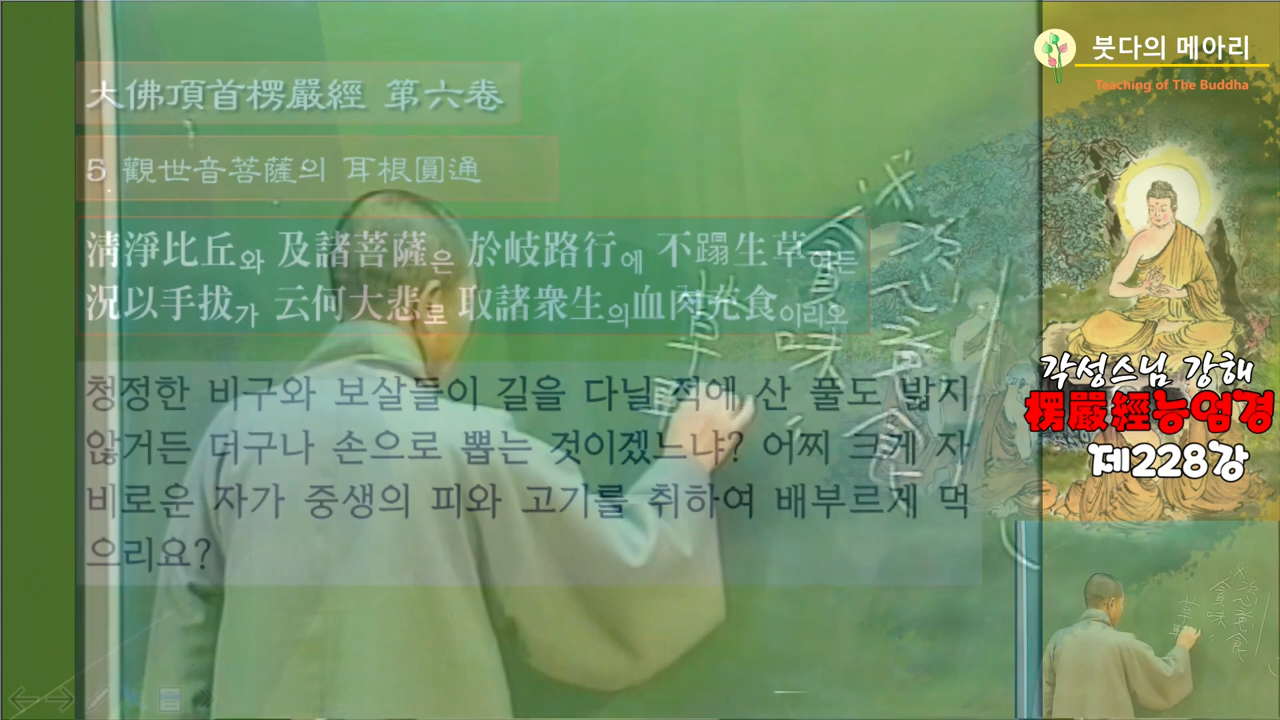 大佛頂首楞嚴經 第六卷
5 觀世音菩薩의 耳根圓通
清淨比丘와 及諸菩薩은 於岐路行에 不蹋生草어든
況以手拔가 云何大悲로 取諸衆生의血肉充食이리오
청정한 비구와 보살들이 길을 다닐 적에 산 풀도 밟지
않거든 더구나 손으로 뽑는 것이겠느냐? 어찌 크게 자
비로운 자가 중생의 피와 고기를 취하여 배부르게 먹
으리요?
貪味
草
붓다의 메아리
Teaching of The Buddha
각성스님 강해
楞嚴經능엄경
제228강